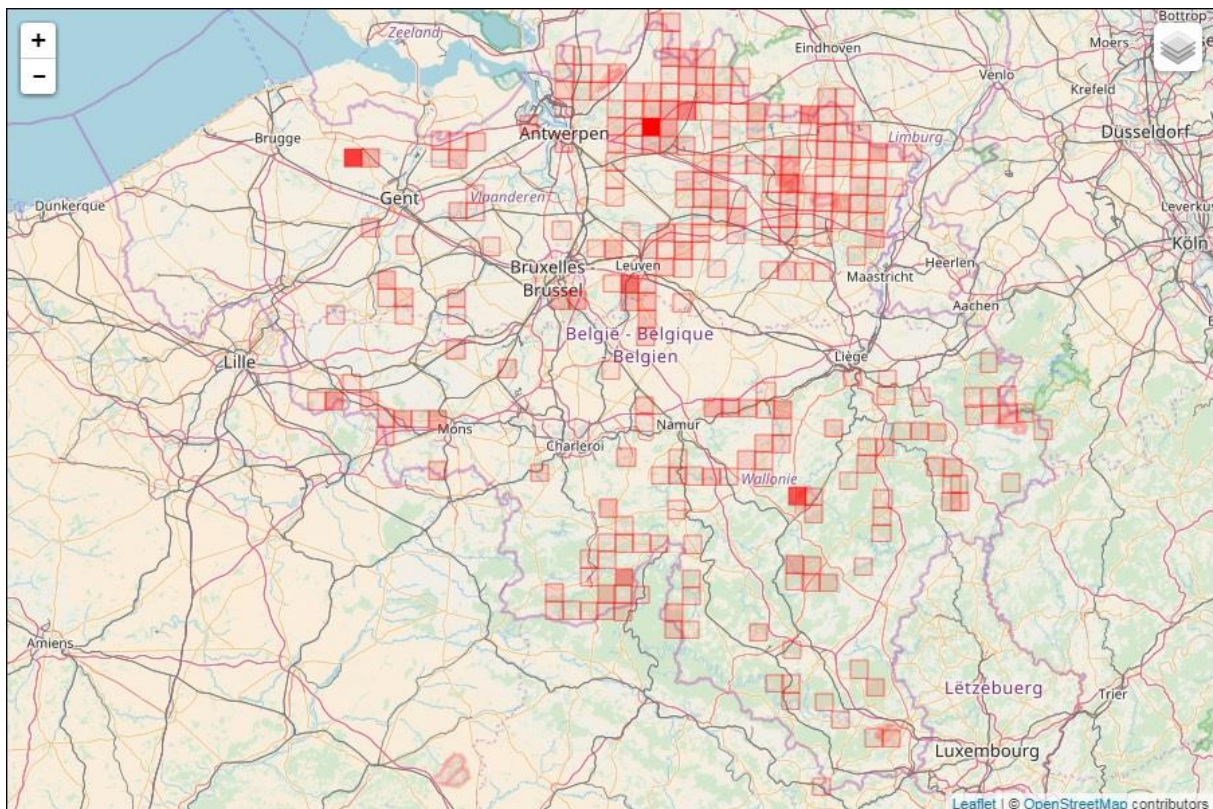 +
−
Zeeland
Eindhoven
Bottrop
Moers
Venlo
Krefeld
Brugge
Antwerpen
Limburg
Düsseldorf
Dunkerque
Gent
Vlaanderen
Leverku
Köln
Bruxelles -
Brussel
Leuven
Maastricht
Heerlen
Aachen
België - Belgique
- Belgien
Lille
Liège
Mons
Charleroi
Namur
Wallonie
Amiens
Lëtzebuerg
Trier
Luxembourg
Leaflet | © OpenStreetMap contributors